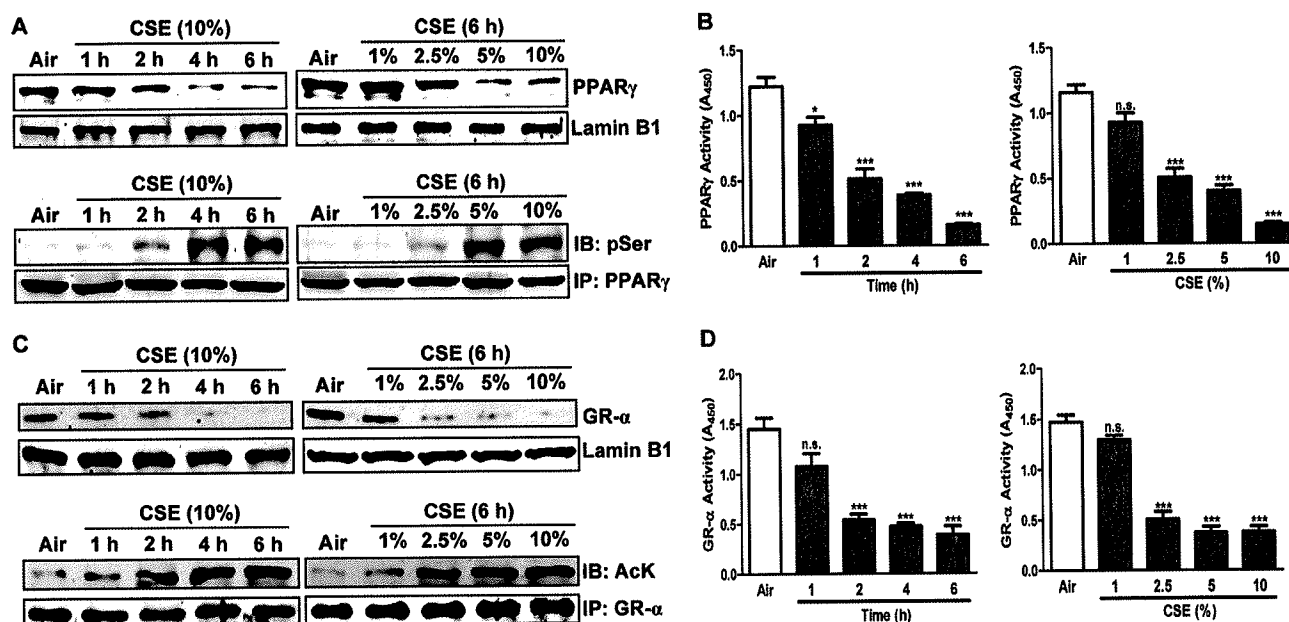 A
CSE (10%)
CSE (6 h)
Air 1 h 2 h 4 h 6 h
Air 1% 2.5% 5% 10%
PPARγ
Lamin B1
CSE (10%)
CSE (6 h)
Air 1 h 2 h 4 h 6 h
Air 1% 2.5% 5% 10%
IB: pSer
IP: PPARγ
B
PPARγ Activity (A450)
1.5
1.0
0.5
0.0
*
***
***
***
Air 1 2 4 6
Time (h)
PPARγ Activity (A450)
1.5
1.0
0.5
0.0
n.s.
***
***
***
Air 1 2.5 5 10
CSE (%)
C
CSE (10%)
CSE (6 h)
Air 1 h 2 h 4 h 6 h
Air 1% 2.5% 5% 10%
GR-α
Lamin B1
CSE (10%)
CSE (6 h)
Air 1 h 2 h 4 h 6 h
Air 1% 2.5% 5% 10%
IB: AcK
IP: GR-α
D
GR-α Activity (A450)
2.0
1.5
1.0
0.5
0.0
n.s.
***
***
***
Air 1 2 4 6
Time (h)
GR-α Activity (A450)
2.0
1.5
1.0
0.5
0.0
n.s.
***
***
***
Air 1 2.5 5 10
CSE (%)